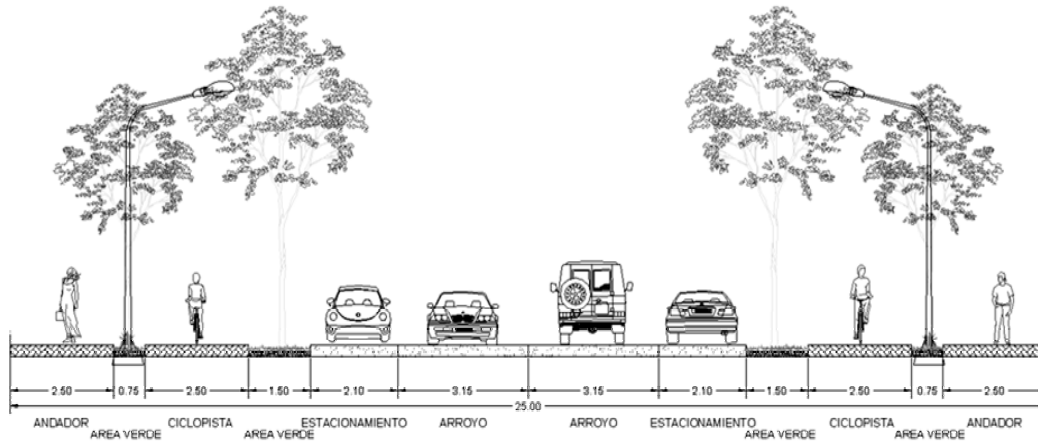 2.50 0.75 2.50 1.50 2.10 3.15 3.15 2.10 1.50 2.50 0.75 2.50
25.00
ANDADOR CICLOPISTA ESTACIONAMIENTO ARROYO ARROYO ESTACIONAMIENTO CICLOPISTA ANDADOR
AREA VERDE AREA VERDE AREA VERDE AREA VERDE